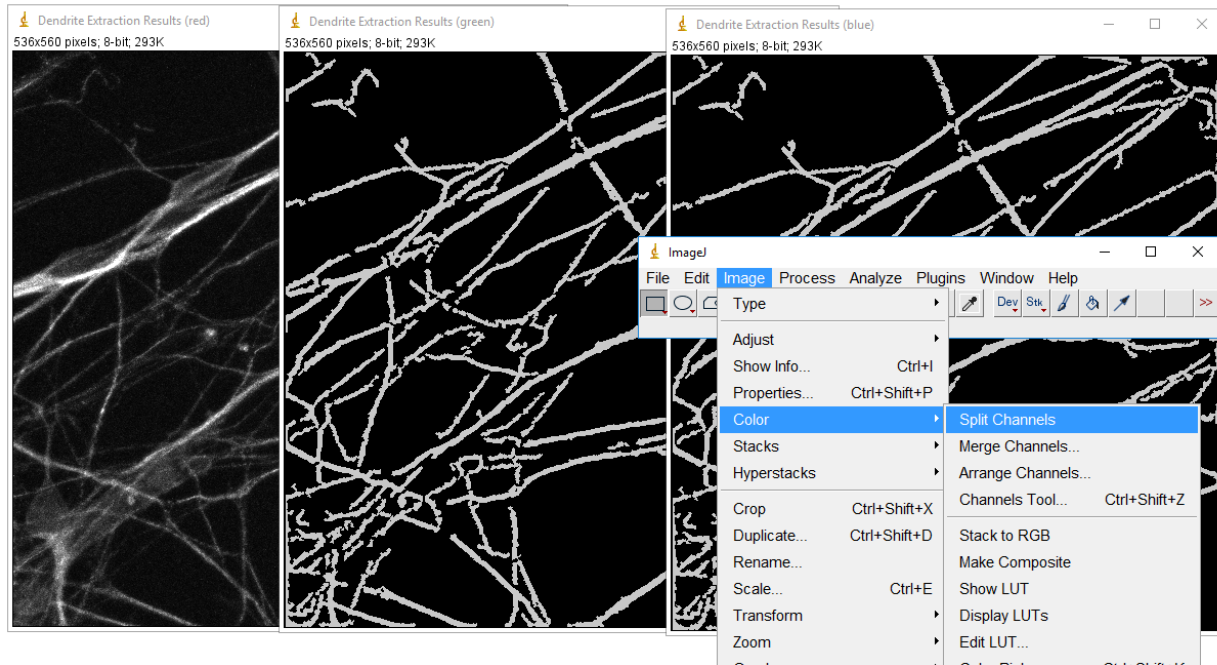 Dendrite Extraction Results (red)
536x560 pixels; 8-bit; 293K
Dendrite Extraction Results (green)
536x560 pixels; 8-bit; 293K
Dendrite Extraction Results (blue)
536x560 pixels; 8-bit; 293K
ImageJ
File Edit Image Process Analyze Plugins Window Help
Dev Stk >>
Type
Adjust
Show Info... Ctrl+I
Properties... Ctrl+Shift+P
Color
Stacks
Hyperstacks
Crop Ctrl+Shift+X
Duplicate... Ctrl+Shift+D
Rename...
Scale... Ctrl+E
Transform
Zoom
Split Channels
Merge Channels...
Arrange Channels...
Channels Tool... Ctrl+Shift+Z
Stack to RGB
Make Composite
Show LUT
Display LUTs
Edit LUT...